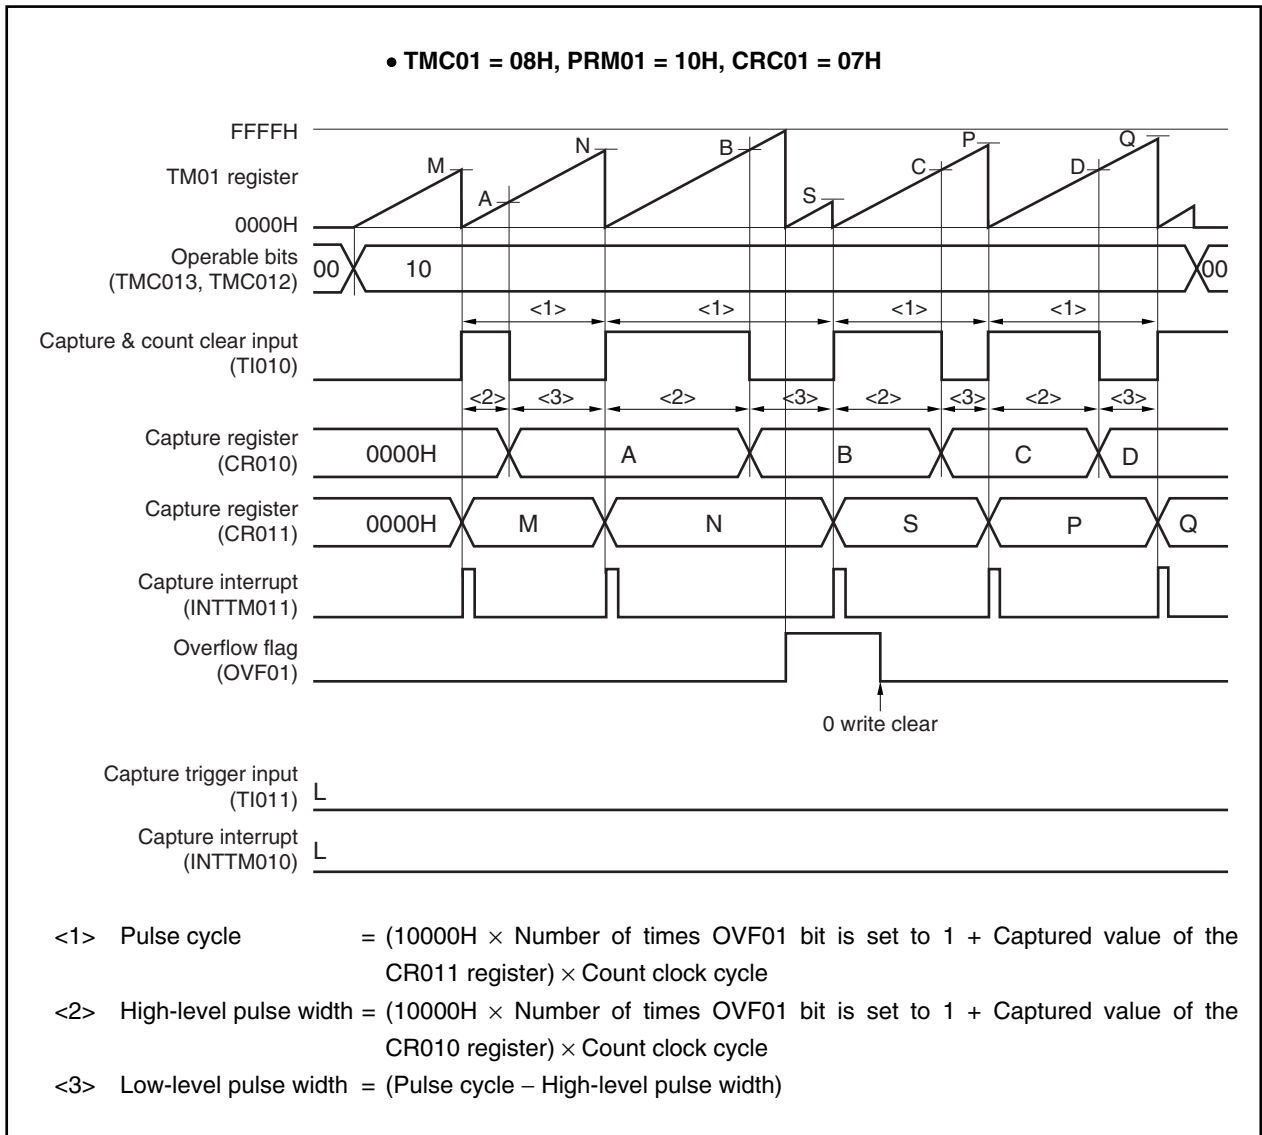 • TMC01 = 08H, PRM01 = 10H, CRC01 = 07H
FFFFH
TM01 register
0000H
M
A
N
B
S
C
P
D
Q
Operable bits
(TMC013, TMC012)
00
10
00
<1>
<1>
<1>
<1>
Capture & count clear input
(TI010)
<2>
<3>
<2>
<3>
<2>
<3>
<2>
<3>
Capture register
(CR010)
0000H
A
B
C
D
Capture register
(CR011)
0000H
M
N
S
P
Q
Capture interrupt
(INTTM011)
Overflow flag
(OVF01)
0 write clear
Capture trigger input
(TI011)
L
Capture interrupt
(INTTM010)
L
<1> Pulse cycle = (10000H × Number of times OVF01 bit is set to 1 + Captured value of the
CR011 register) × Count clock cycle
<2> High-level pulse width = (10000H × Number of times OVF01 bit is set to 1 + Captured value of the
CR010 register) × Count clock cycle
<3> Low-level pulse width = (Pulse cycle − High-level pulse width)